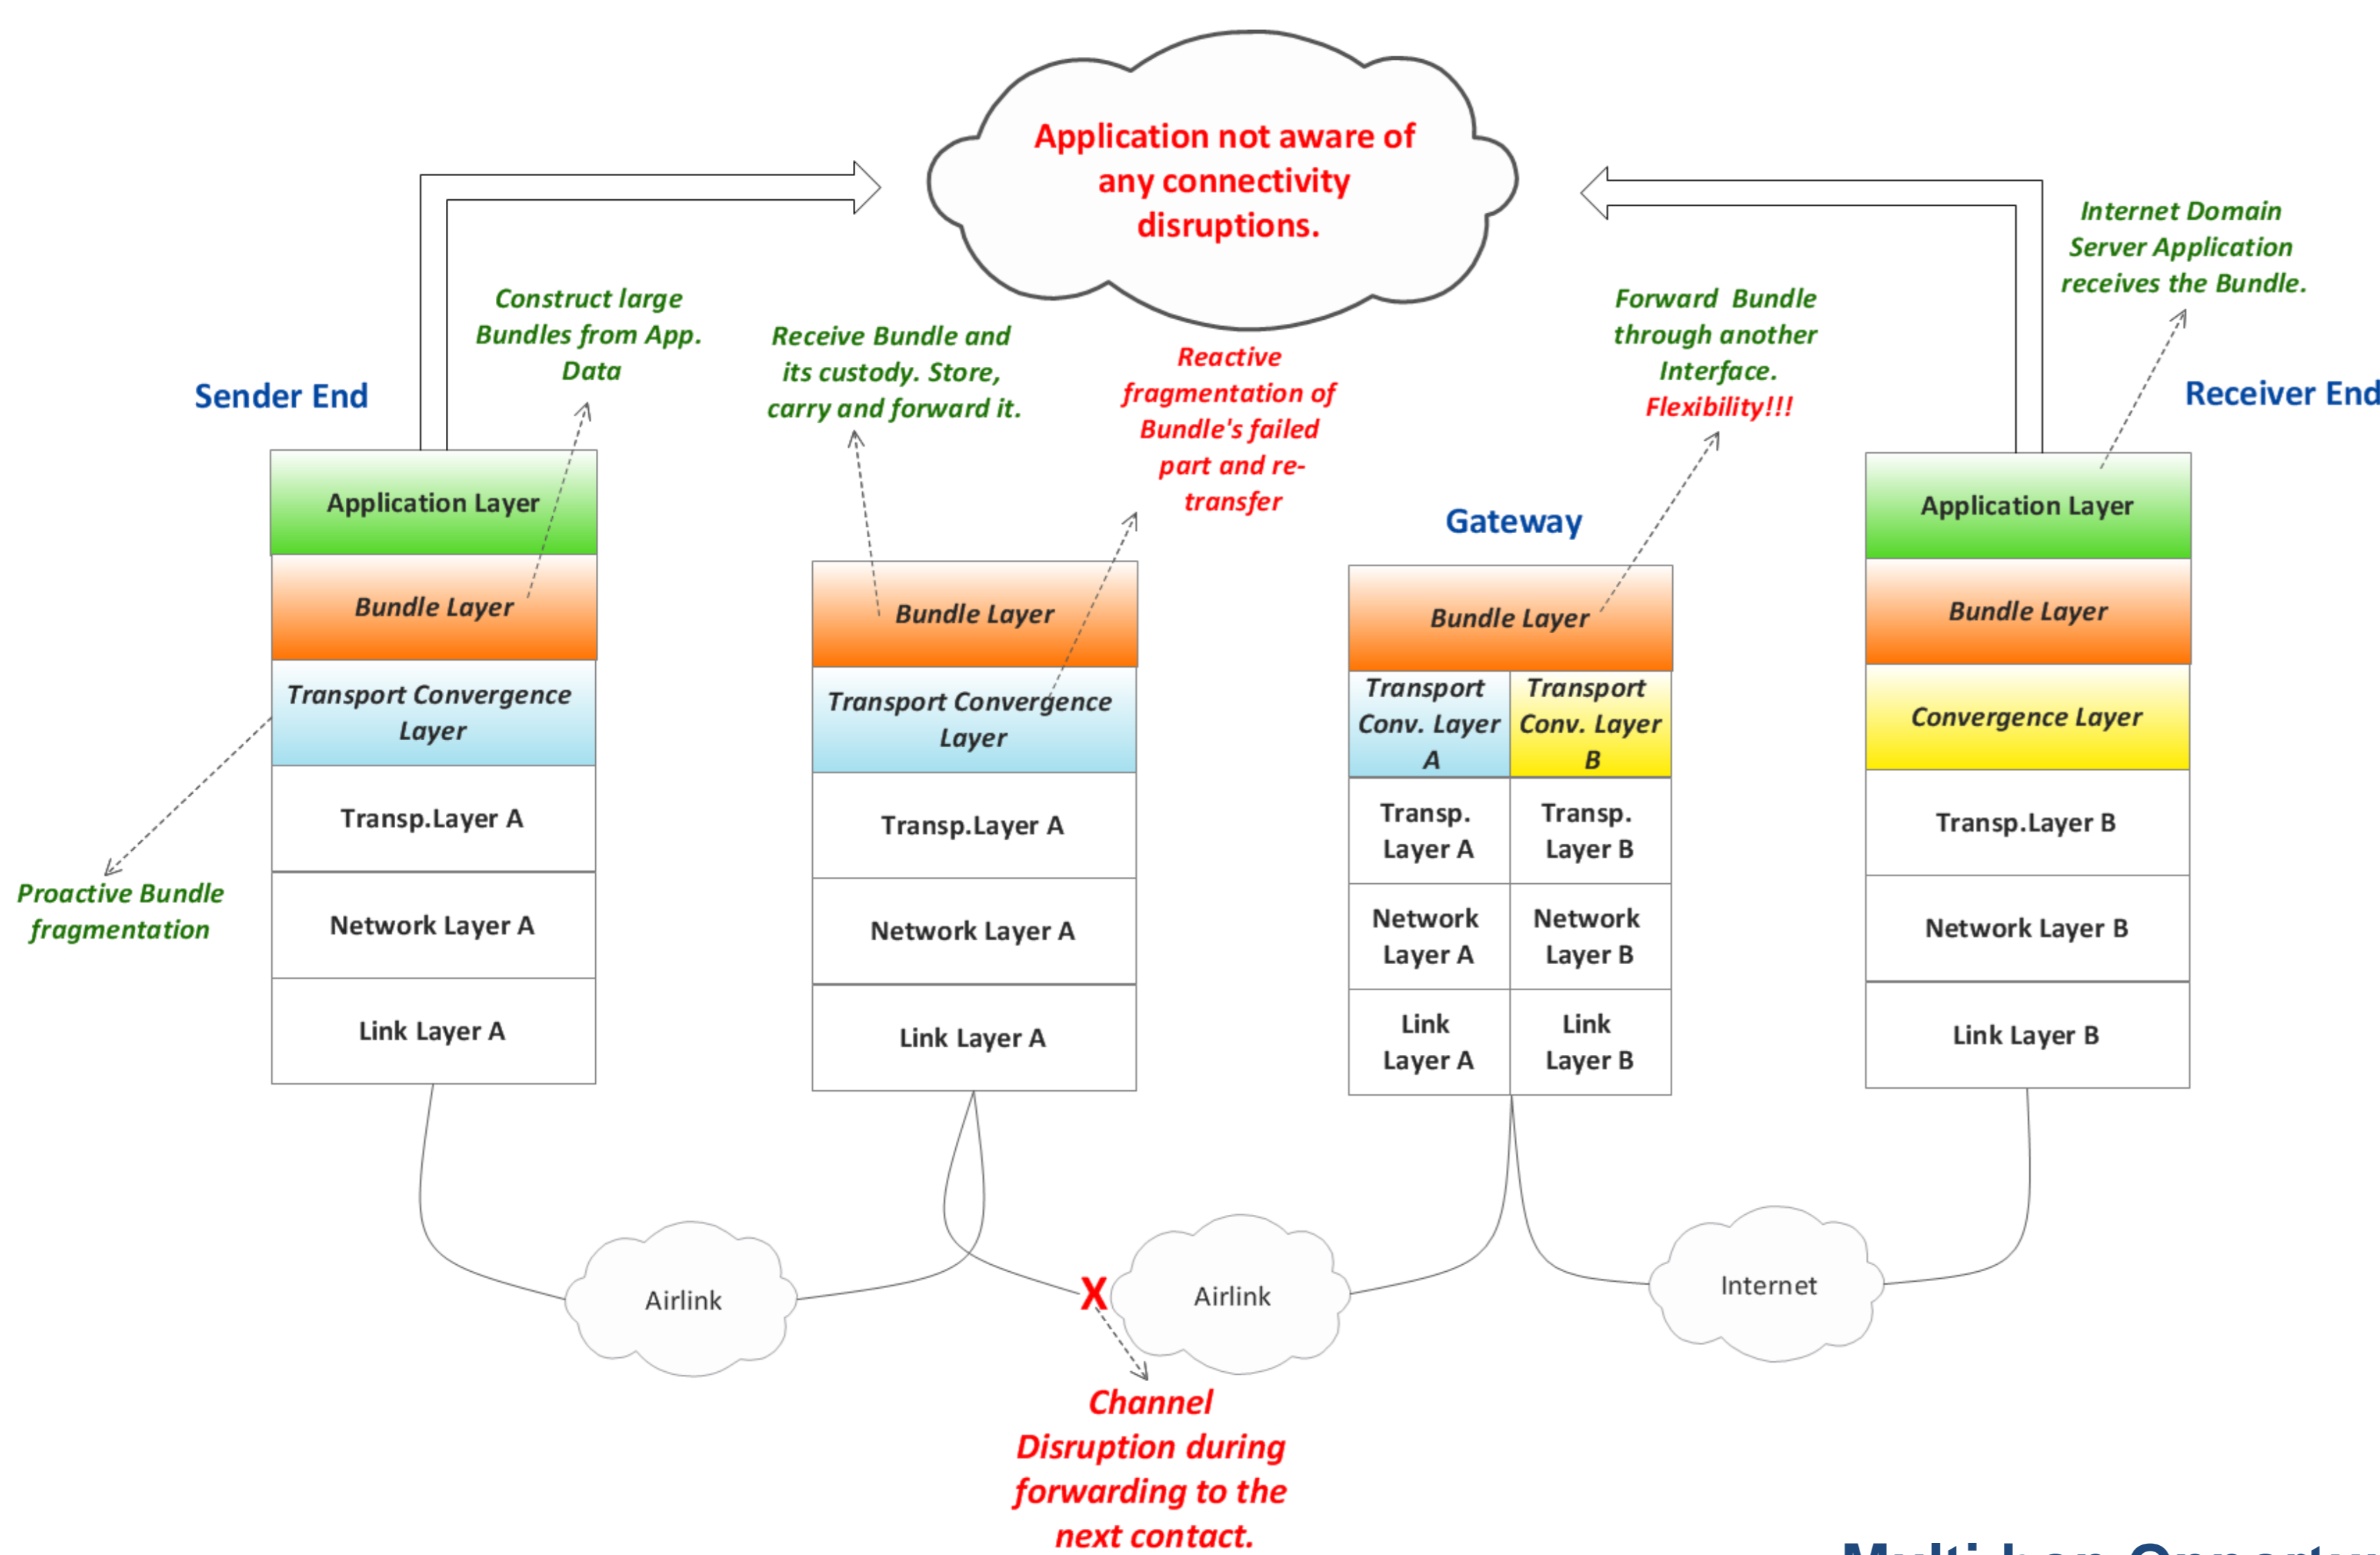 Application not aware of
any connectivity
disruptions.
Internet Domain
Server Application
receives the Bundle.
Construct large
Bundles from App.
Data
Receive Bundle and
its custody. Store,
carry and forward it.
Reactive
fragmentation of
Bundle's failed
part and re-
transfer
Forward Bundle
through another
Interface.
Flexibility!!!
Sender End
Receiver End
Gateway
Application Layer
Bundle Layer
Transport Convergence
Layer
Transp.Layer A
Network Layer A
Link Layer A
Proactive Bundle
fragmentation
Bundle Layer
Transport Convergence
Layer
Transp.Layer A
Network Layer A
Link Layer A
Bundle Layer
Transport
Conv. Layer
A
Transport
Conv. Layer
B
Transp.
Layer A
Transp.
Layer B
Network
Layer A
Network
Layer B
Link
Layer A
Link
Layer B
Application Layer
Bundle Layer
Convergence Layer
Transp.Layer B
Network Layer B
Link Layer B
Airlink
X
Airlink
Internet
Channel
Disruption during
forwarding to the
next contact.